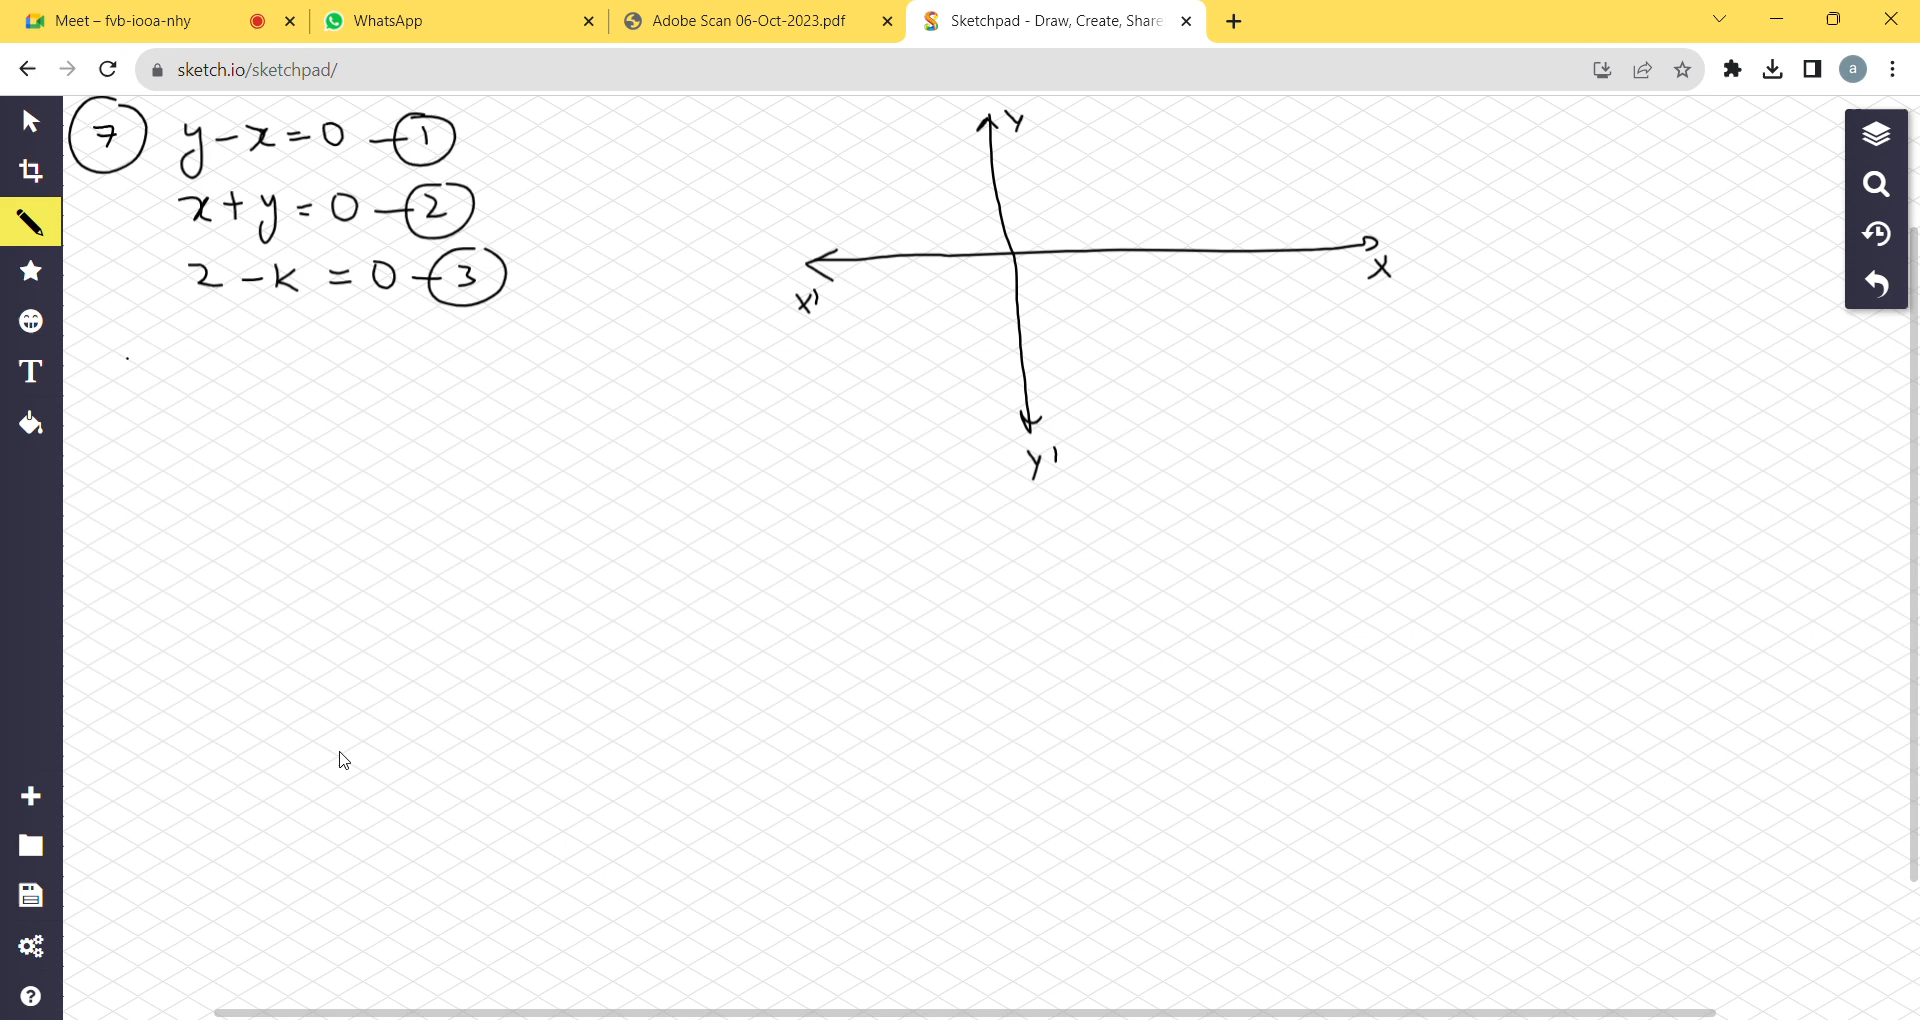 Meet – fvb-iooa-nhy
WhatsApp
Adobe Scan 06-Oct-2023.pdf
Sketchpad - Draw, Create, Share
sketch.io/sketchpad/
a
7 y - x = 0 - 1
x + y = 0 - 2
2 - k = 0 - 3
Y
X
X'
Y'
T